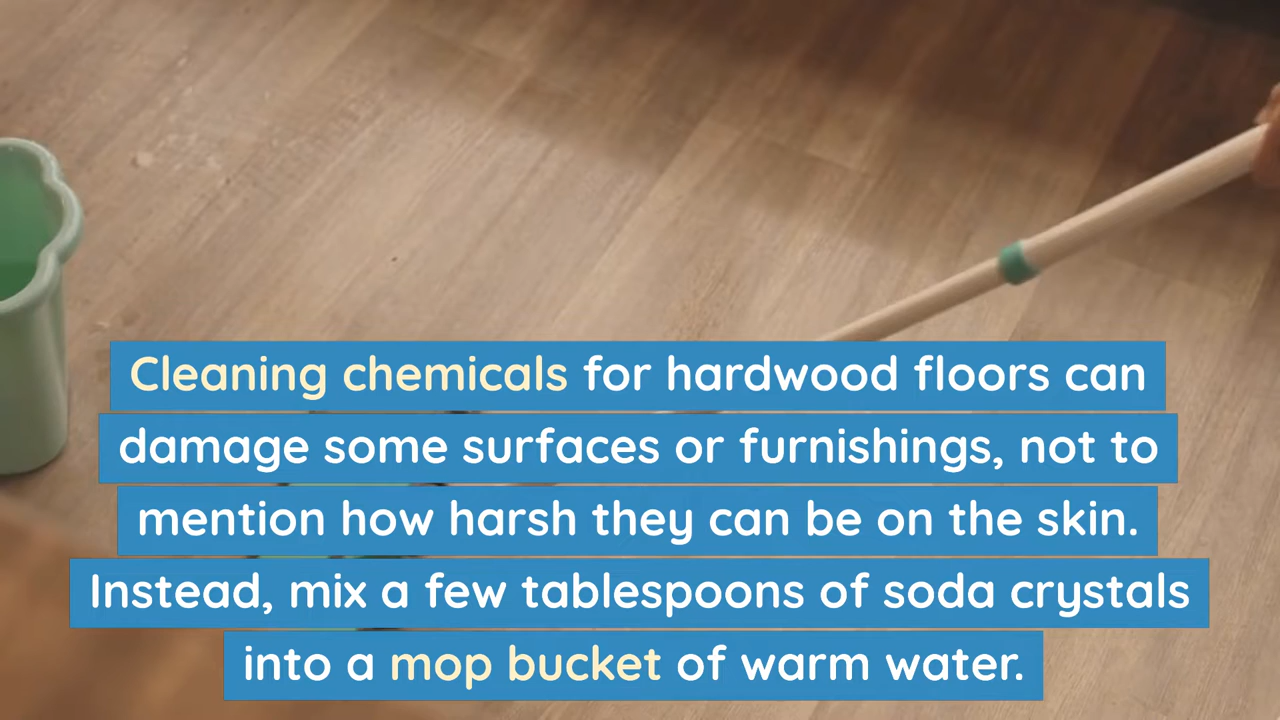 Cleaning chemicals for hardwood floors can
damage some surfaces or furnishings, not to
mention how harsh they can be on the skin.
Instead, mix a few tablespoons of soda crystals
into a mop bucket of warm water.